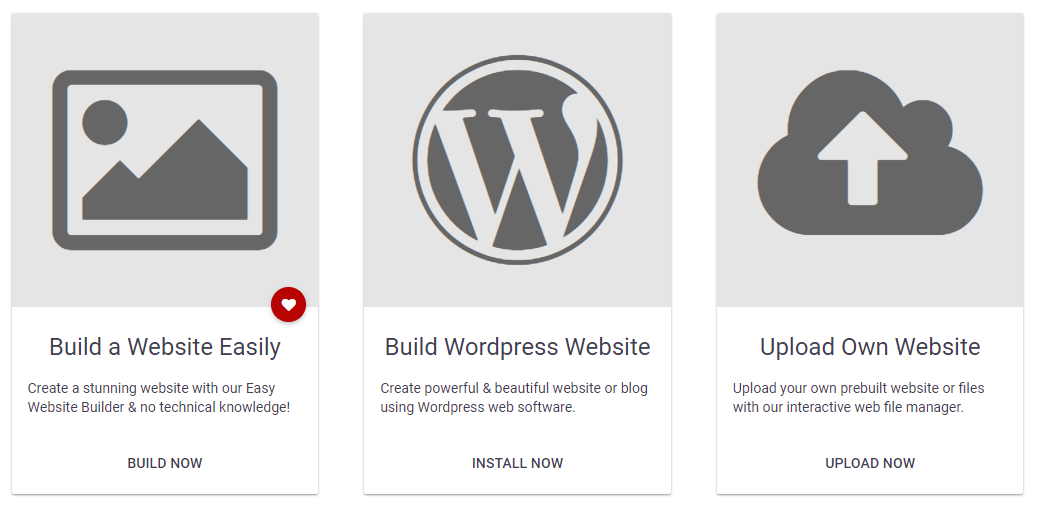 Build a Website Easily
Create a stunning website with our Easy
Website Builder & no technical knowledge!
BUILD NOW
Build Wordpress Website
Create powerful & beautiful website or blog
using Wordpress web software.
INSTALL NOW
Upload Own Website
Upload your own prebuilt website or files
with our interactive web file manager.
UPLOAD NOW